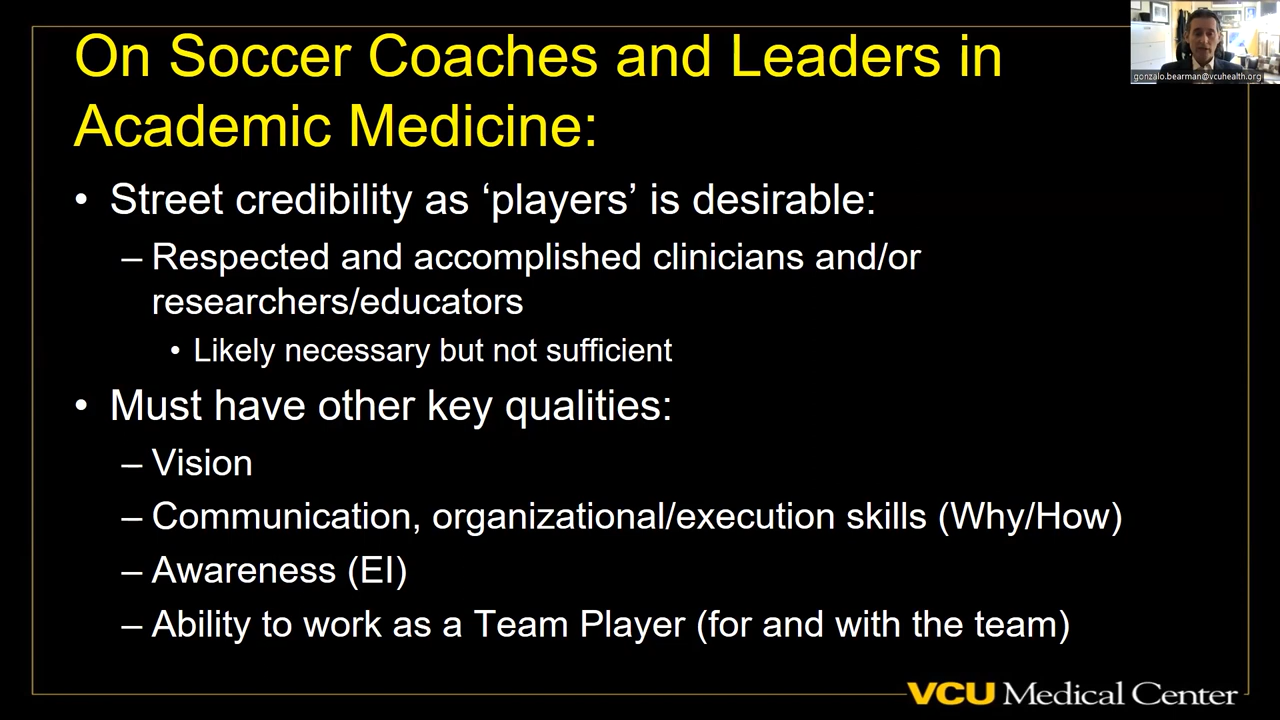 On Soccer Coaches and Leaders in
Academic Medicine:
gonzalo.bearman@vcuhealth.org
• Street credibility as ‘players’ is desirable:
– Respected and accomplished clinicians and/or
researchers/educators
• Likely necessary but not sufficient
• Must have other key qualities:
– Vision
– Communication, organizational/execution skills (Why/How)
– Awareness (EI)
– Ability to work as a Team Player (for and with the team)
VCU Medical Center